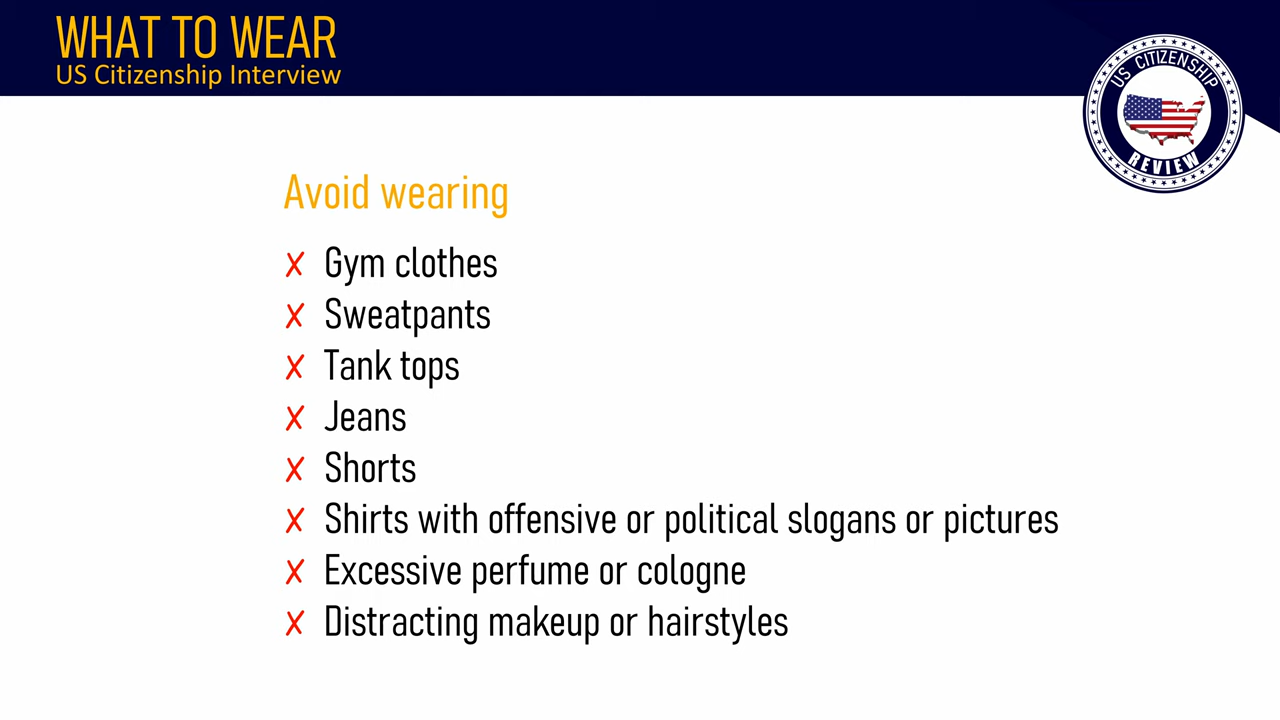 WHAT TO WEAR
US Citizenship Interview
US CITIZENSHIP
REVIEW
Avoid wearing
✗ Gym clothes
✗ Sweatpants
✗ Tank tops
✗ Jeans
✗ Shorts
✗ Shirts with offensive or political slogans or pictures
✗ Excessive perfume or cologne
✗ Distracting makeup or hairstyles